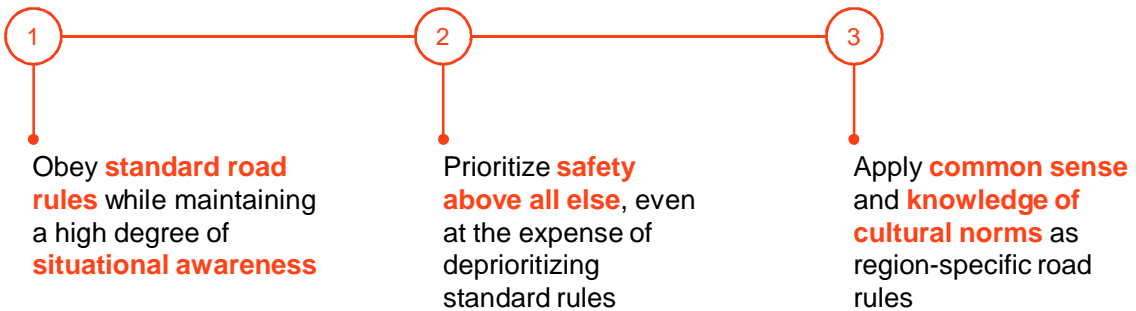 1
2
3
Obey standard road
rules while maintaining
a high degree of
situational awareness
Prioritize safety
above all else, even
at the expense of
deprioritizing
standard rules
Apply common sense
and knowledge of
cultural norms as
region-specific road
rules